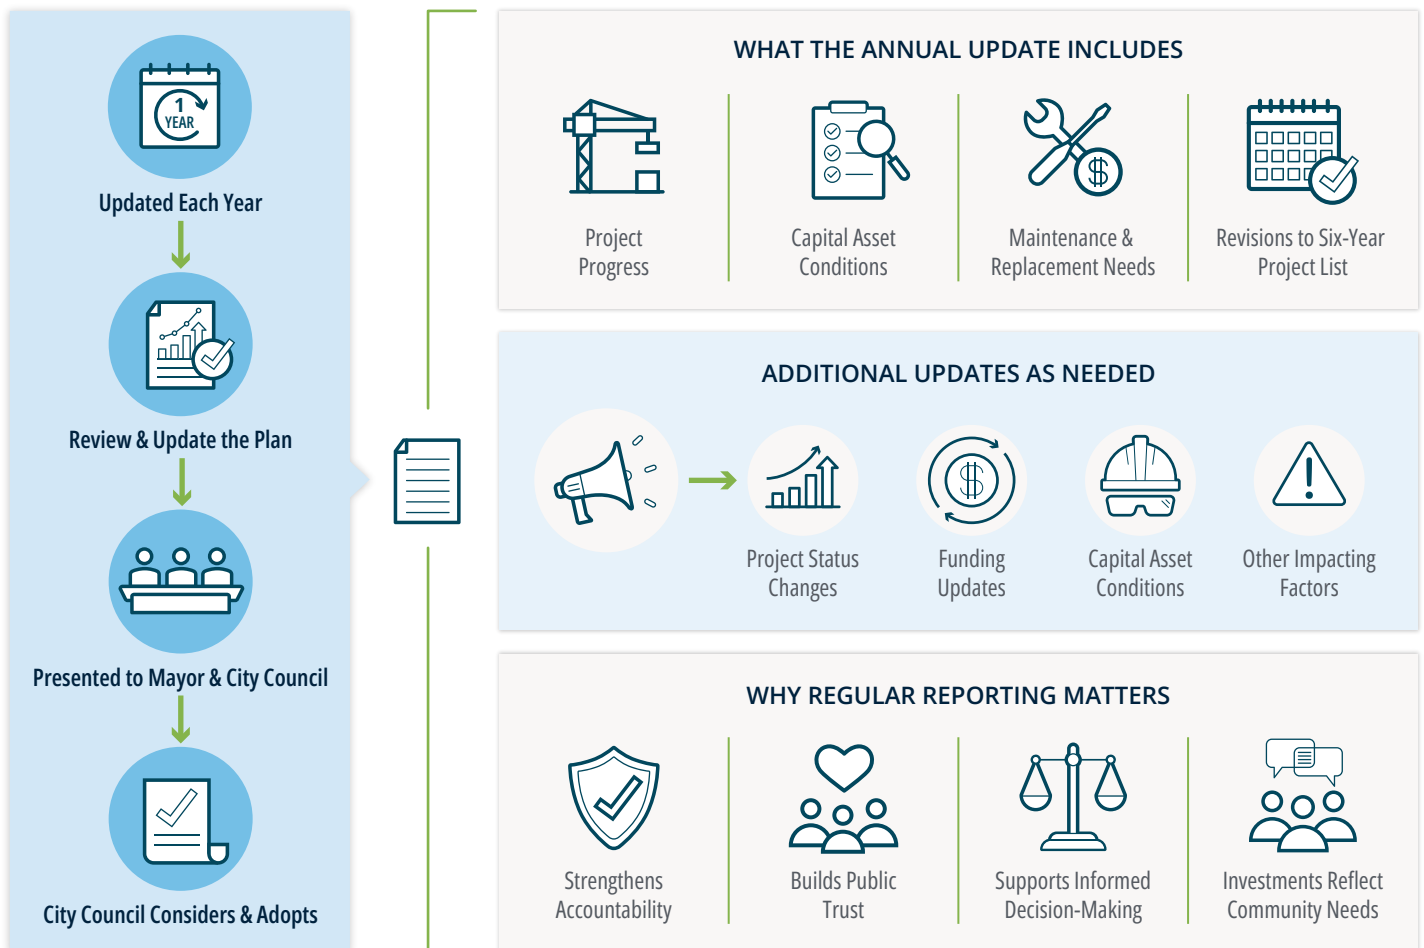 1
YEAR
Updated Each Year
Review & Update the Plan
Presented to Mayor & City Council
City Council Considers & Adopts
WHAT THE ANNUAL UPDATE INCLUDES
Project
Progress
Capital Asset
Conditions
Maintenance &
Replacement Needs
Revisions to Six-Year
Project List
ADDITIONAL UPDATES AS NEEDED
Project Status
Changes
Funding
Updates
Capital Asset
Conditions
Other Impacting
Factors
WHY REGULAR REPORTING MATTERS
Strengthens
Accountability
Builds Public
Trust
Supports Informed
Decision-Making
Investments Reflect
Community Needs